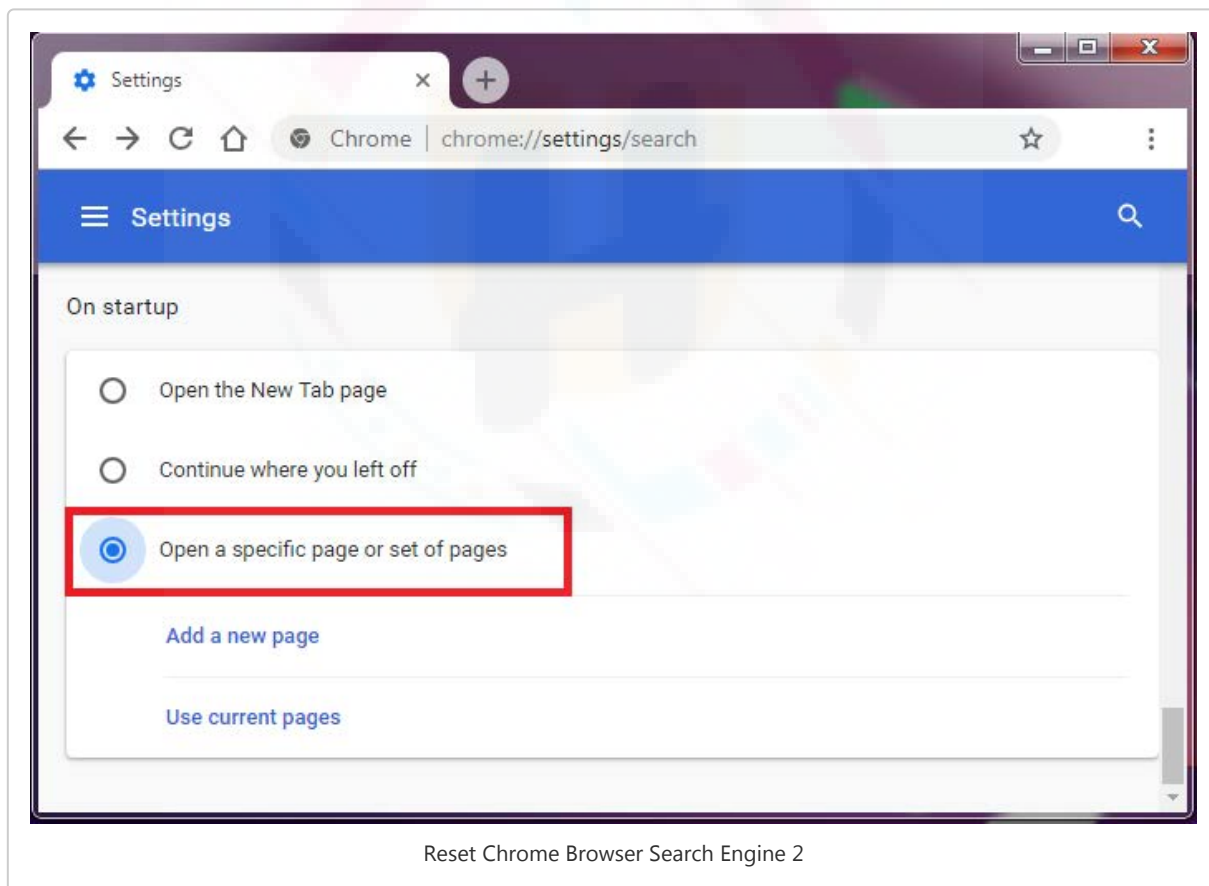 Settings
Chrome | chrome://settings/search
Settings
On startup
Open the New Tab page
Continue where you left off
Open a specific page or set of pages
Add a new page
Use current pages
Reset Chrome Browser Search Engine 2